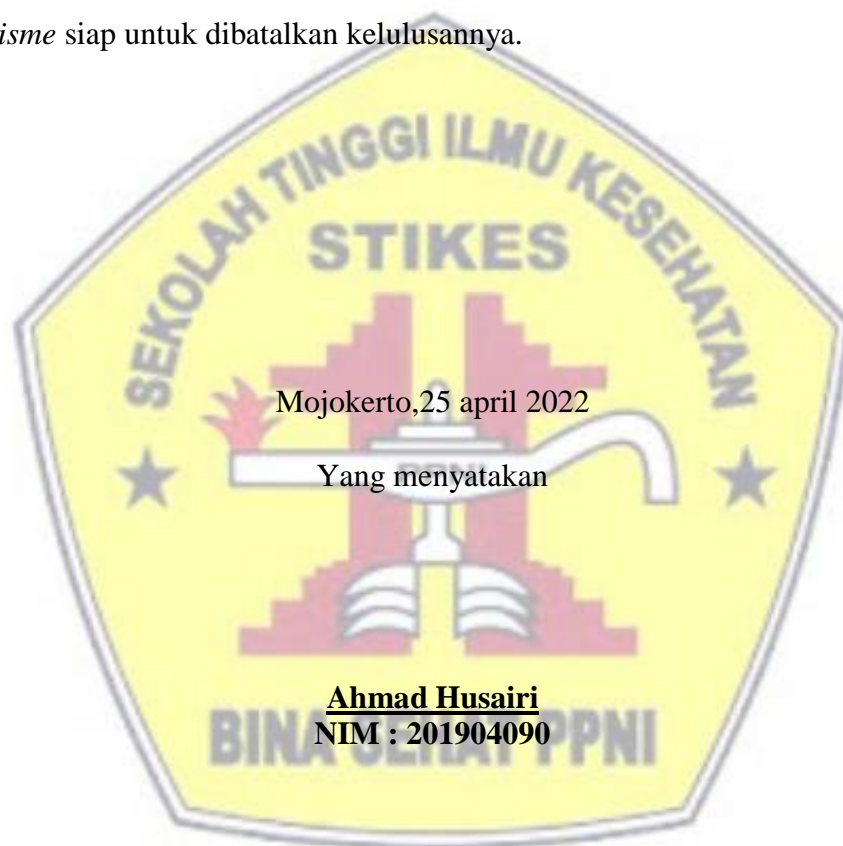 isme siap untuk dibatalkan kelulusannya.
SEKOLAH TINGGI ILMU KESEHATAN
STIKES
Mojokerto,25 april 2022
Yang menyatakan
Ahmad Husairi
NIM : 201904090
BINA SEHAT PPNI